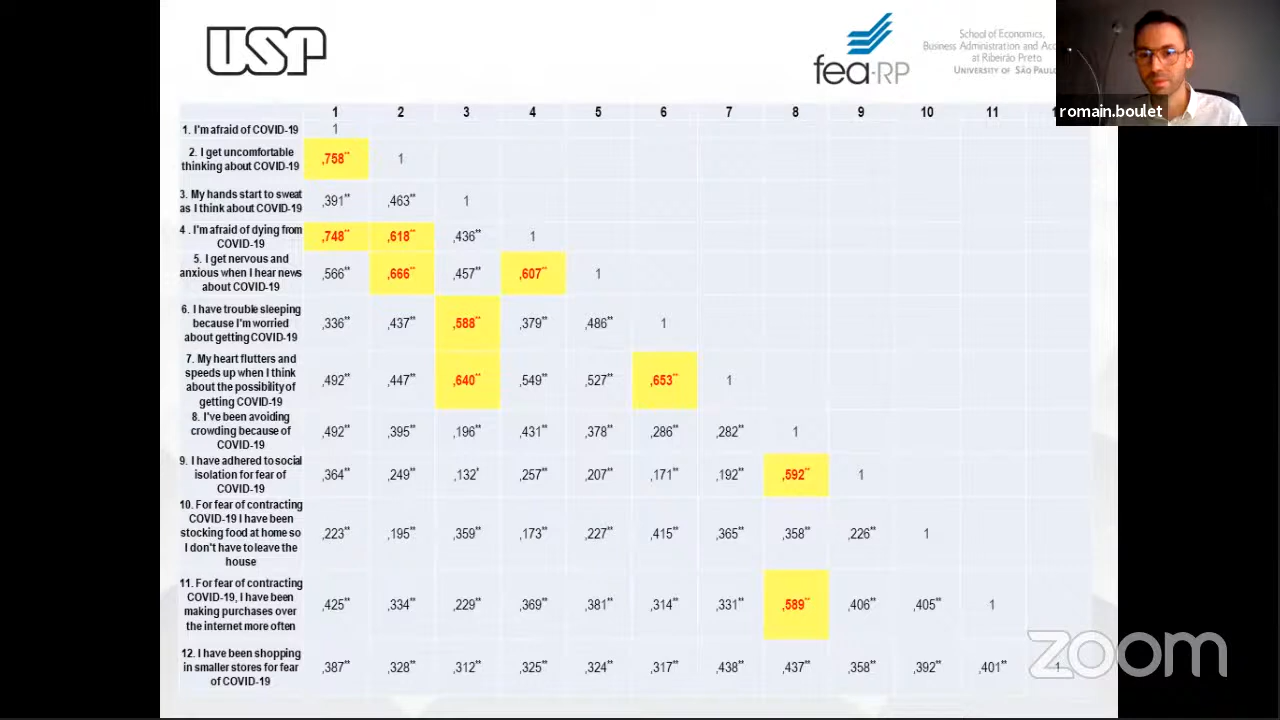 USP
fea-RP
School of Economics,
Business Administration and Acc
at Ribeirão Preto
UNIVERSITY OF SÃO PAUL
romain.boulet
1 2 3 4 5 6 7 8 9 10 11
1. I'm afraid of COVID-19 1
2. I get uncomfortable
thinking about COVID-19 ,758** 1
3. My hands start to sweat
as I think about COVID-19 ,391** ,463** 1
4 . I'm afraid of dying from
COVID-19 ,748** ,618** ,436** 1
5. I get nervous and
anxious when I hear news
about COVID-19 ,566** ,666** ,457** ,607** 1
6. I have trouble sleeping
because I'm worried
about getting COVID-19 ,336** ,437** ,588** ,379** ,486** 1
7. My heart flutters and
speeds up when I think
about the possibility of
getting COVID-19 ,492** ,447** ,640** ,549** ,527** ,653** 1
8. I've been avoiding
crowding because of
COVID-19 ,492** ,395** ,196** ,431** ,378** ,286** ,282** 1
9. I have adhered to social
isolation for fear of
COVID-19 ,364** ,249** ,132* ,257** ,207** ,171** ,192** ,592** 1
10. For fear of contracting
COVID-19 I have been
stocking food at home so
I don't have to leave the
house ,223** ,195** ,359** ,173** ,227** ,415** ,365** ,358** ,226** 1
11. For fear of contracting
COVID-19, I have been
making purchases over
the internet more often ,425** ,334** ,229** ,369** ,381** ,314** ,331** ,589** ,406** ,405** 1
12. I have been shopping
in smaller stores for fear
of COVID-19 ,387** ,328** ,312** ,325** ,324** ,317** ,438** ,437** ,358** ,392** ,401** 1
zoom